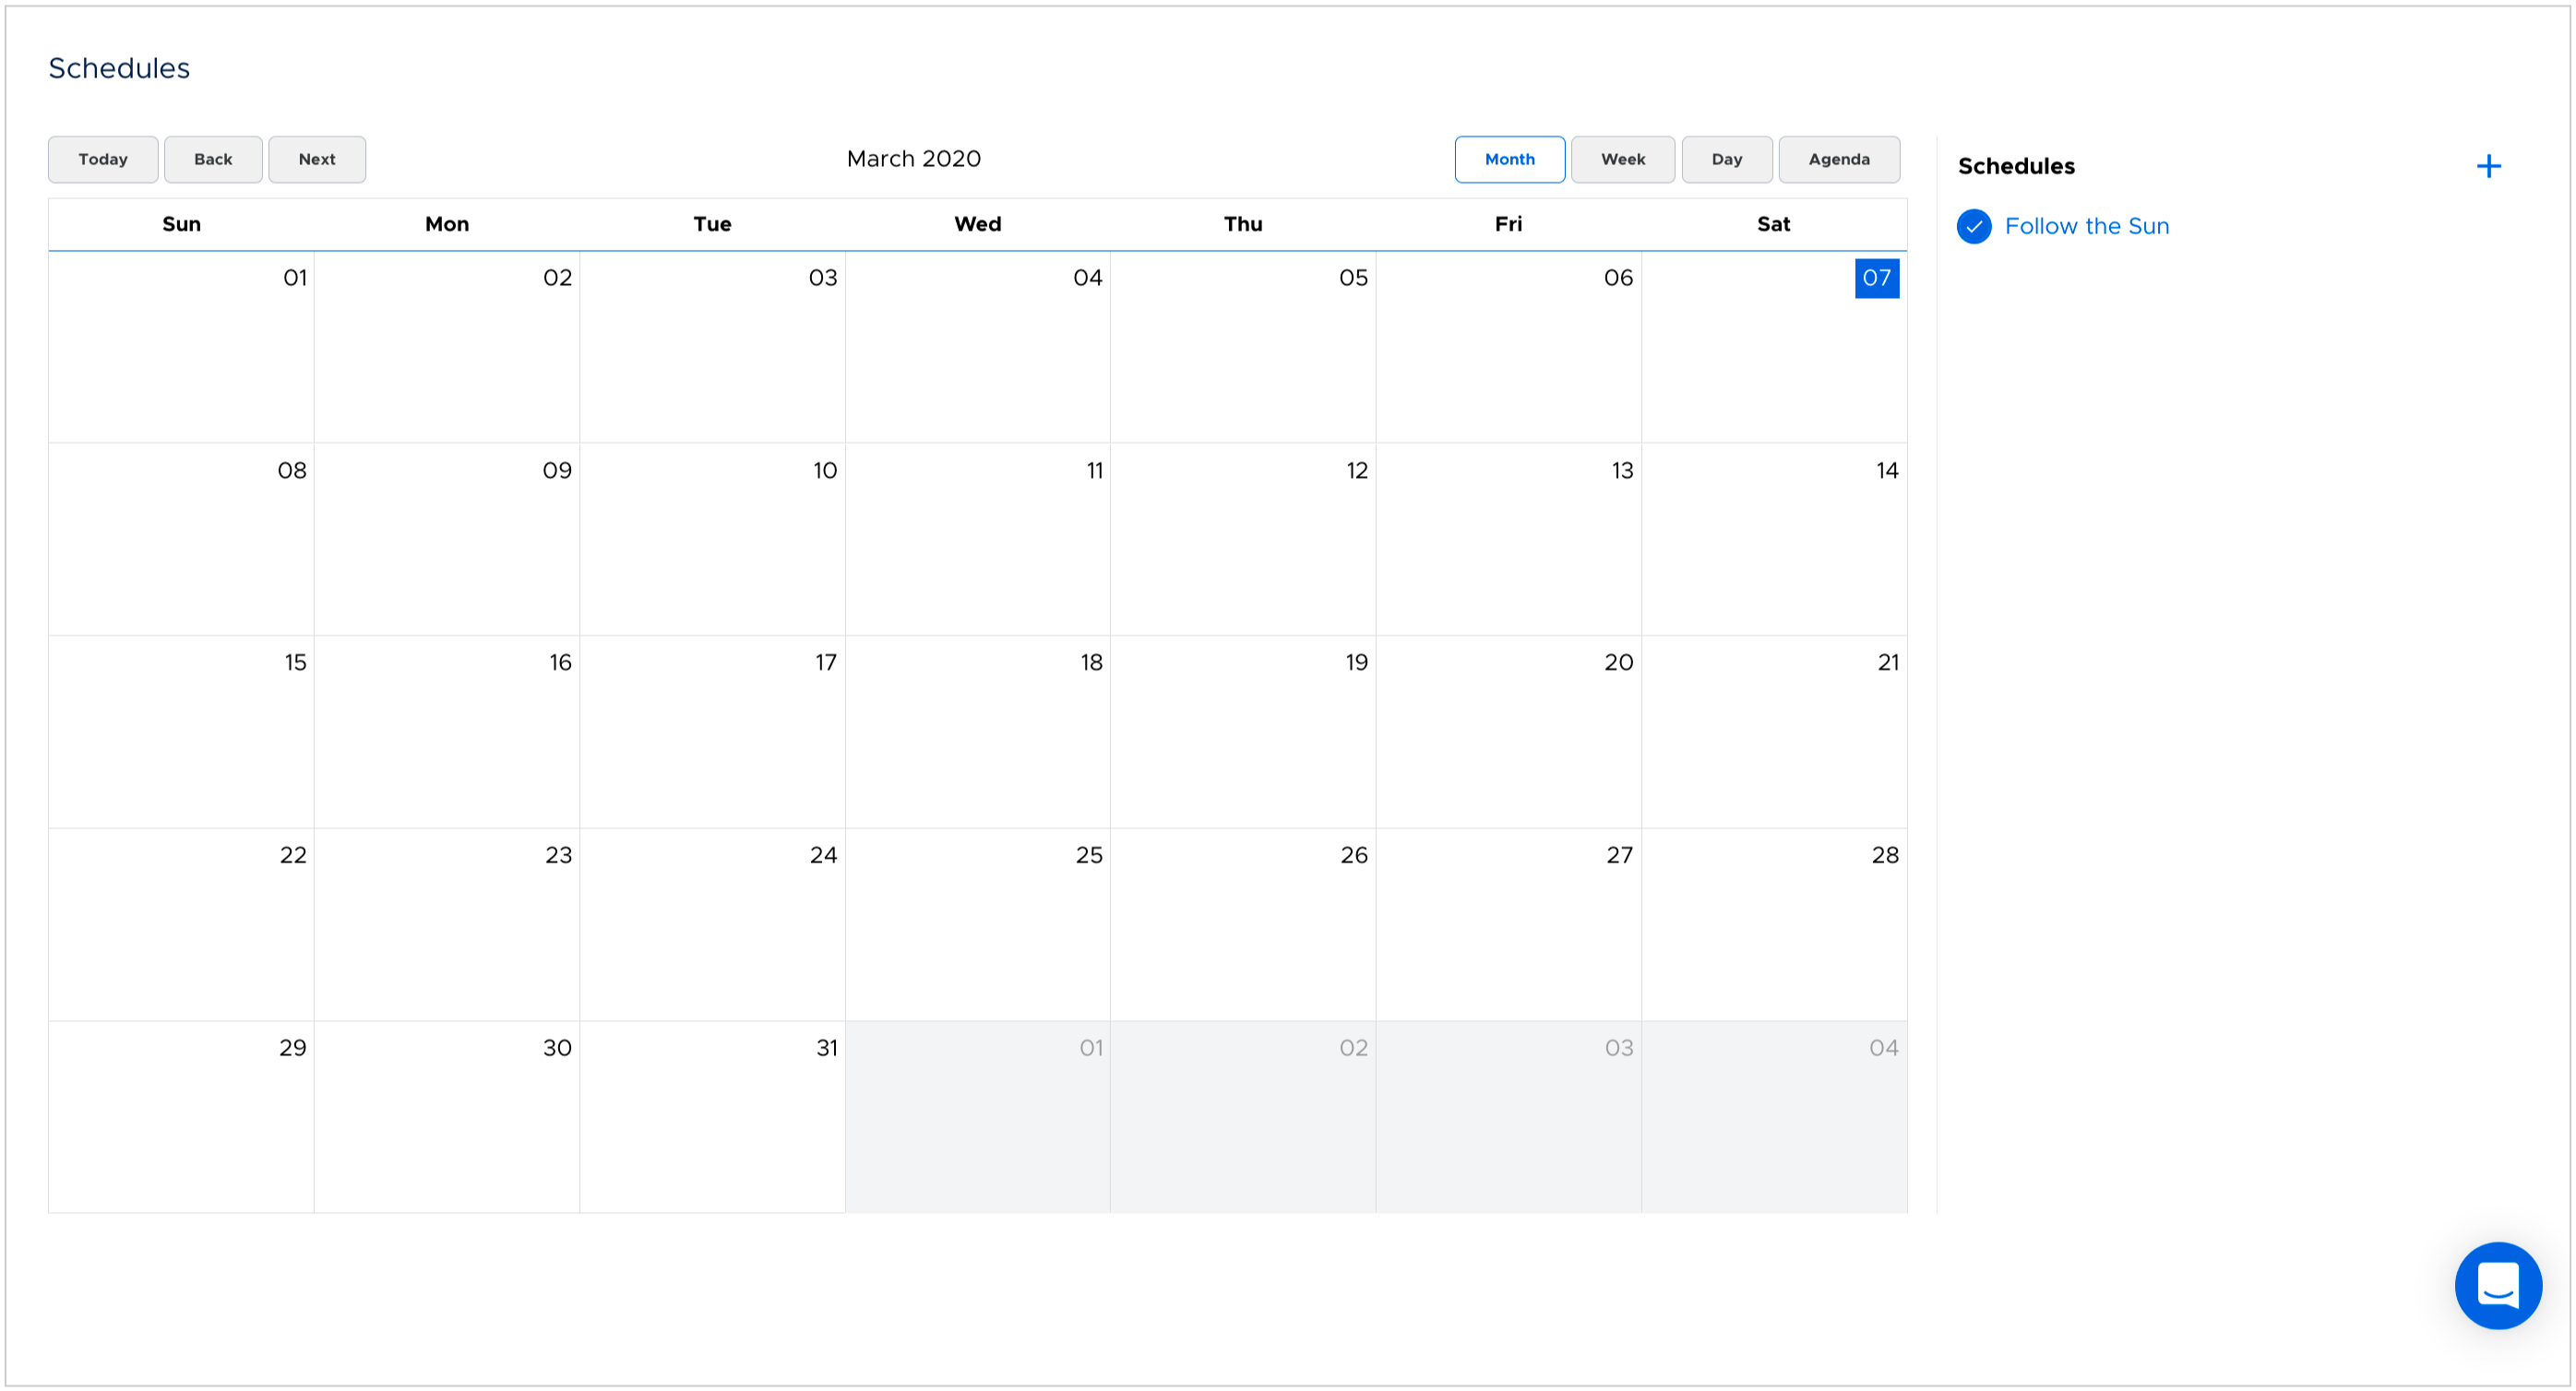 Schedules
Today Back Next March 2020 Month Week Day Agenda
Schedules
Follow the Sun
Sun Mon Tue Wed Thu Fri Sat
01 02 03 04 05 06 07
08 09 10 11 12 13 14
15 16 17 18 19 20 21
22 23 24 25 26 27 28
29 30 31 01 02 03 04